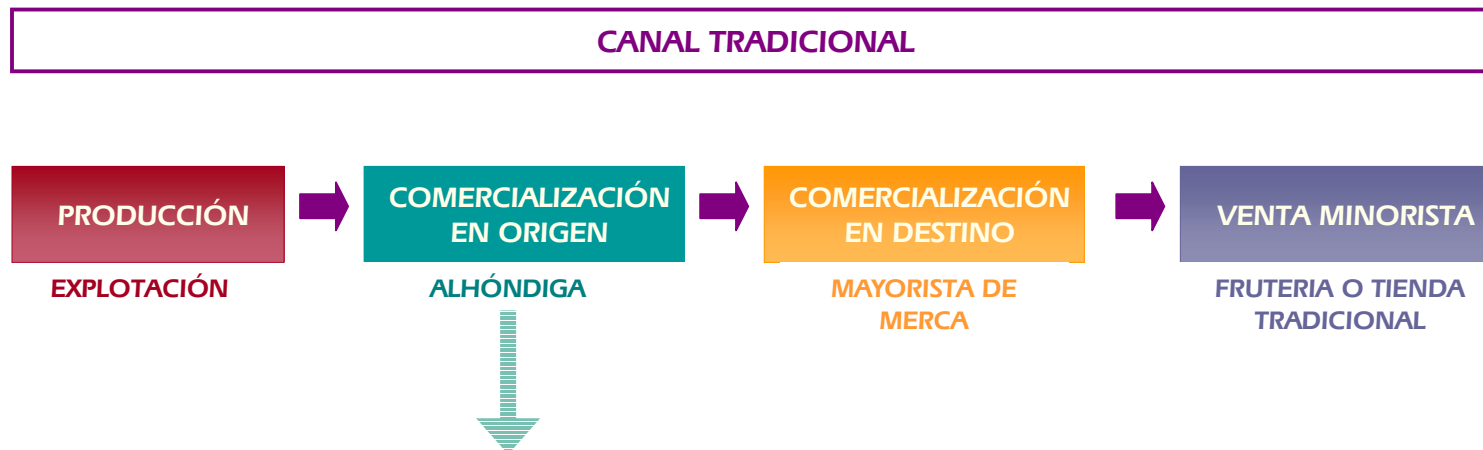 CANAL TRADICIONAL
PRODUCCIÓN
EXPLOTACIÓN
COMERCIALIZACIÓN
EN ORIGEN
ALHÓNDIGA
COMERCIALIZACIÓN
EN DESTINO
MAYORISTA DE
MERCA
VENTA MINORISTA
FRUTERIA O TIENDA
TRADICIONAL